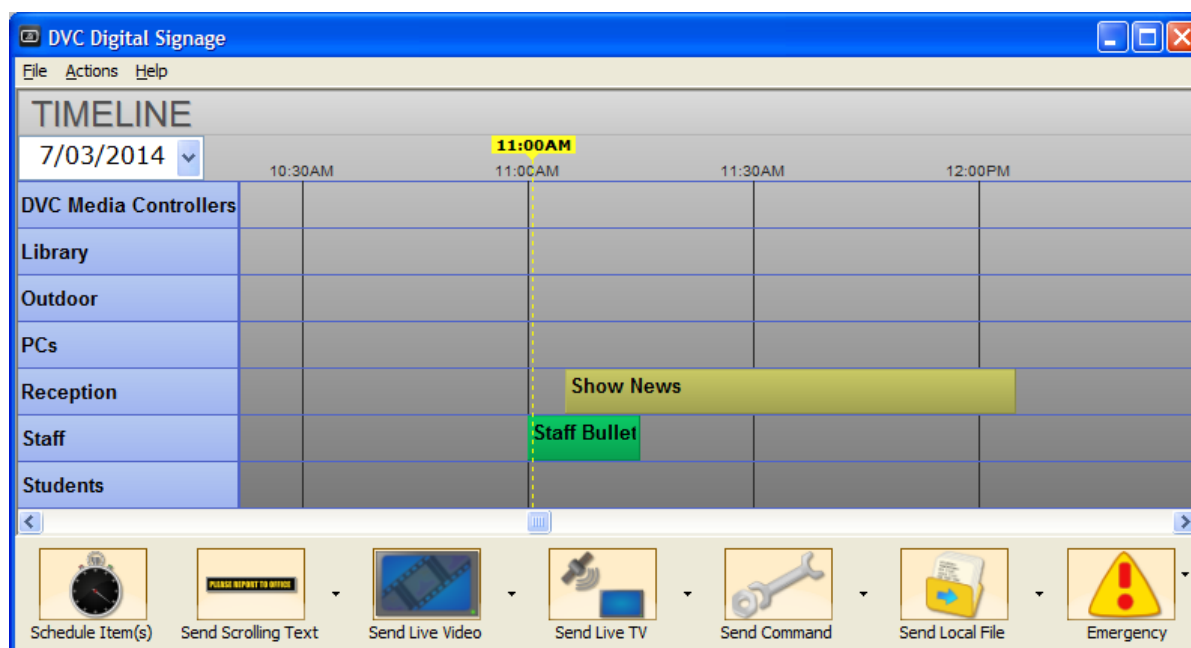 DVC Digital Signage
File Actions Help
TIMELINE
7/03/2014
11:00AM
10:30AM 11:00AM 11:30AM 12:00PM
DVC Media Controllers
Library
Outdoor
PCs
Reception
Show News
Staff
Staff Bullet
Students
PLEASE REPORT TO OFFICE
Schedule Item(s) Send Scrolling Text Send Live Video Send Live TV Send Command Send Local File Emergency